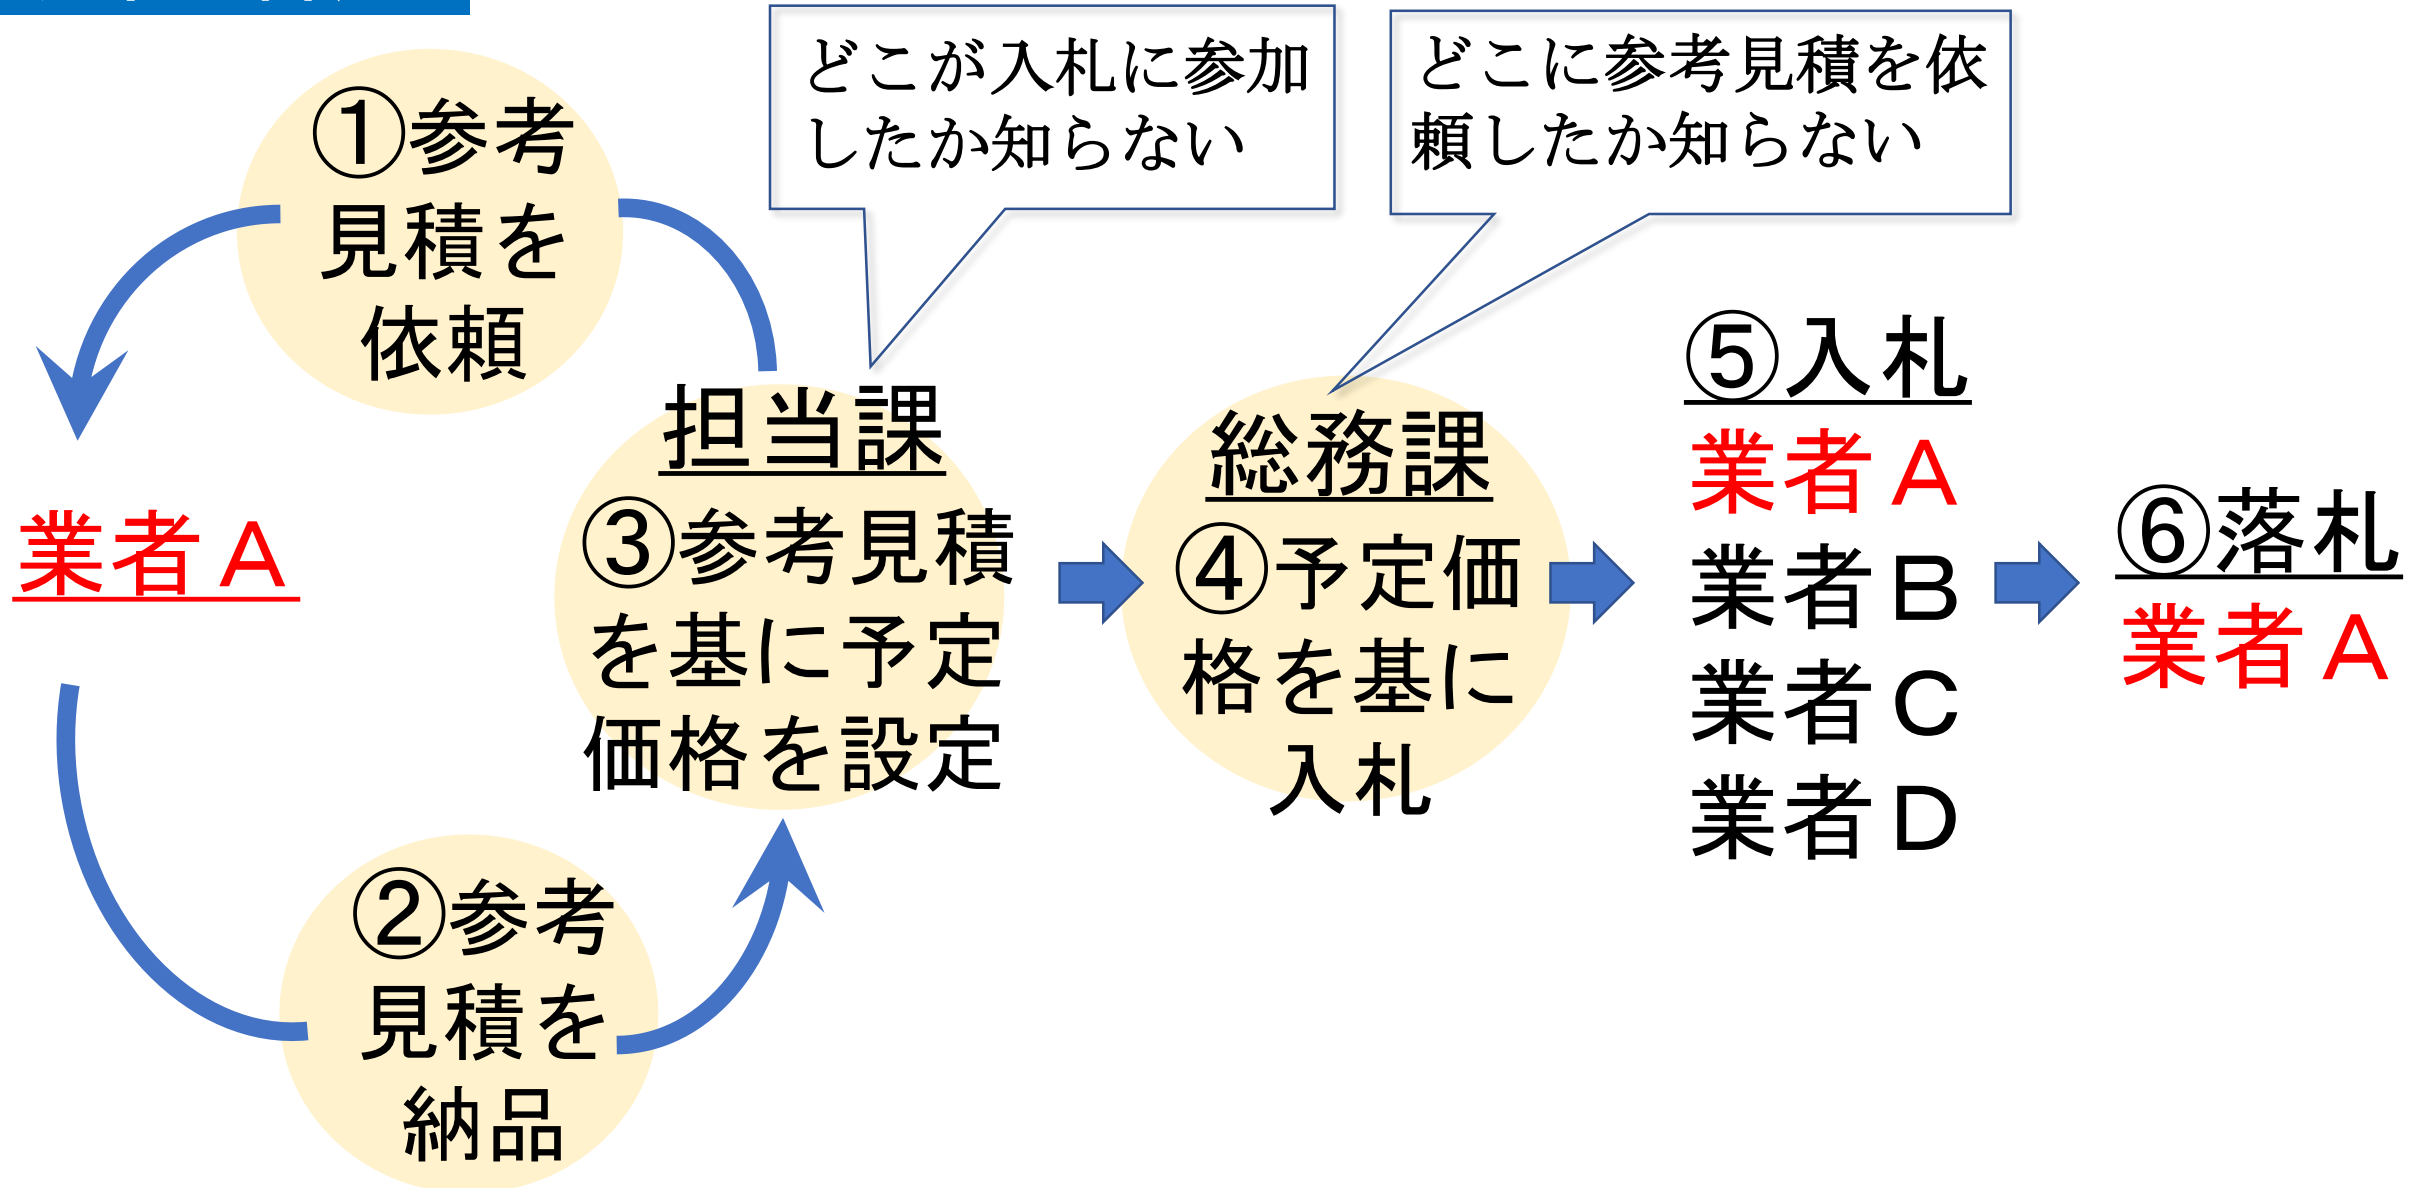 どこが入札に参加
したか知らない
どこに参考見積を依
頼したか知らない
①参考
見積を
依頼
業者Ａ
②参考
見積を
納品
担当課
③参考見積
を基に予定
価格を設定
総務課
④予定価
格を基に
入札
⑤入札
業者Ａ
業者Ｂ
業者Ｃ
業者Ｄ
⑥落札
業者Ａ